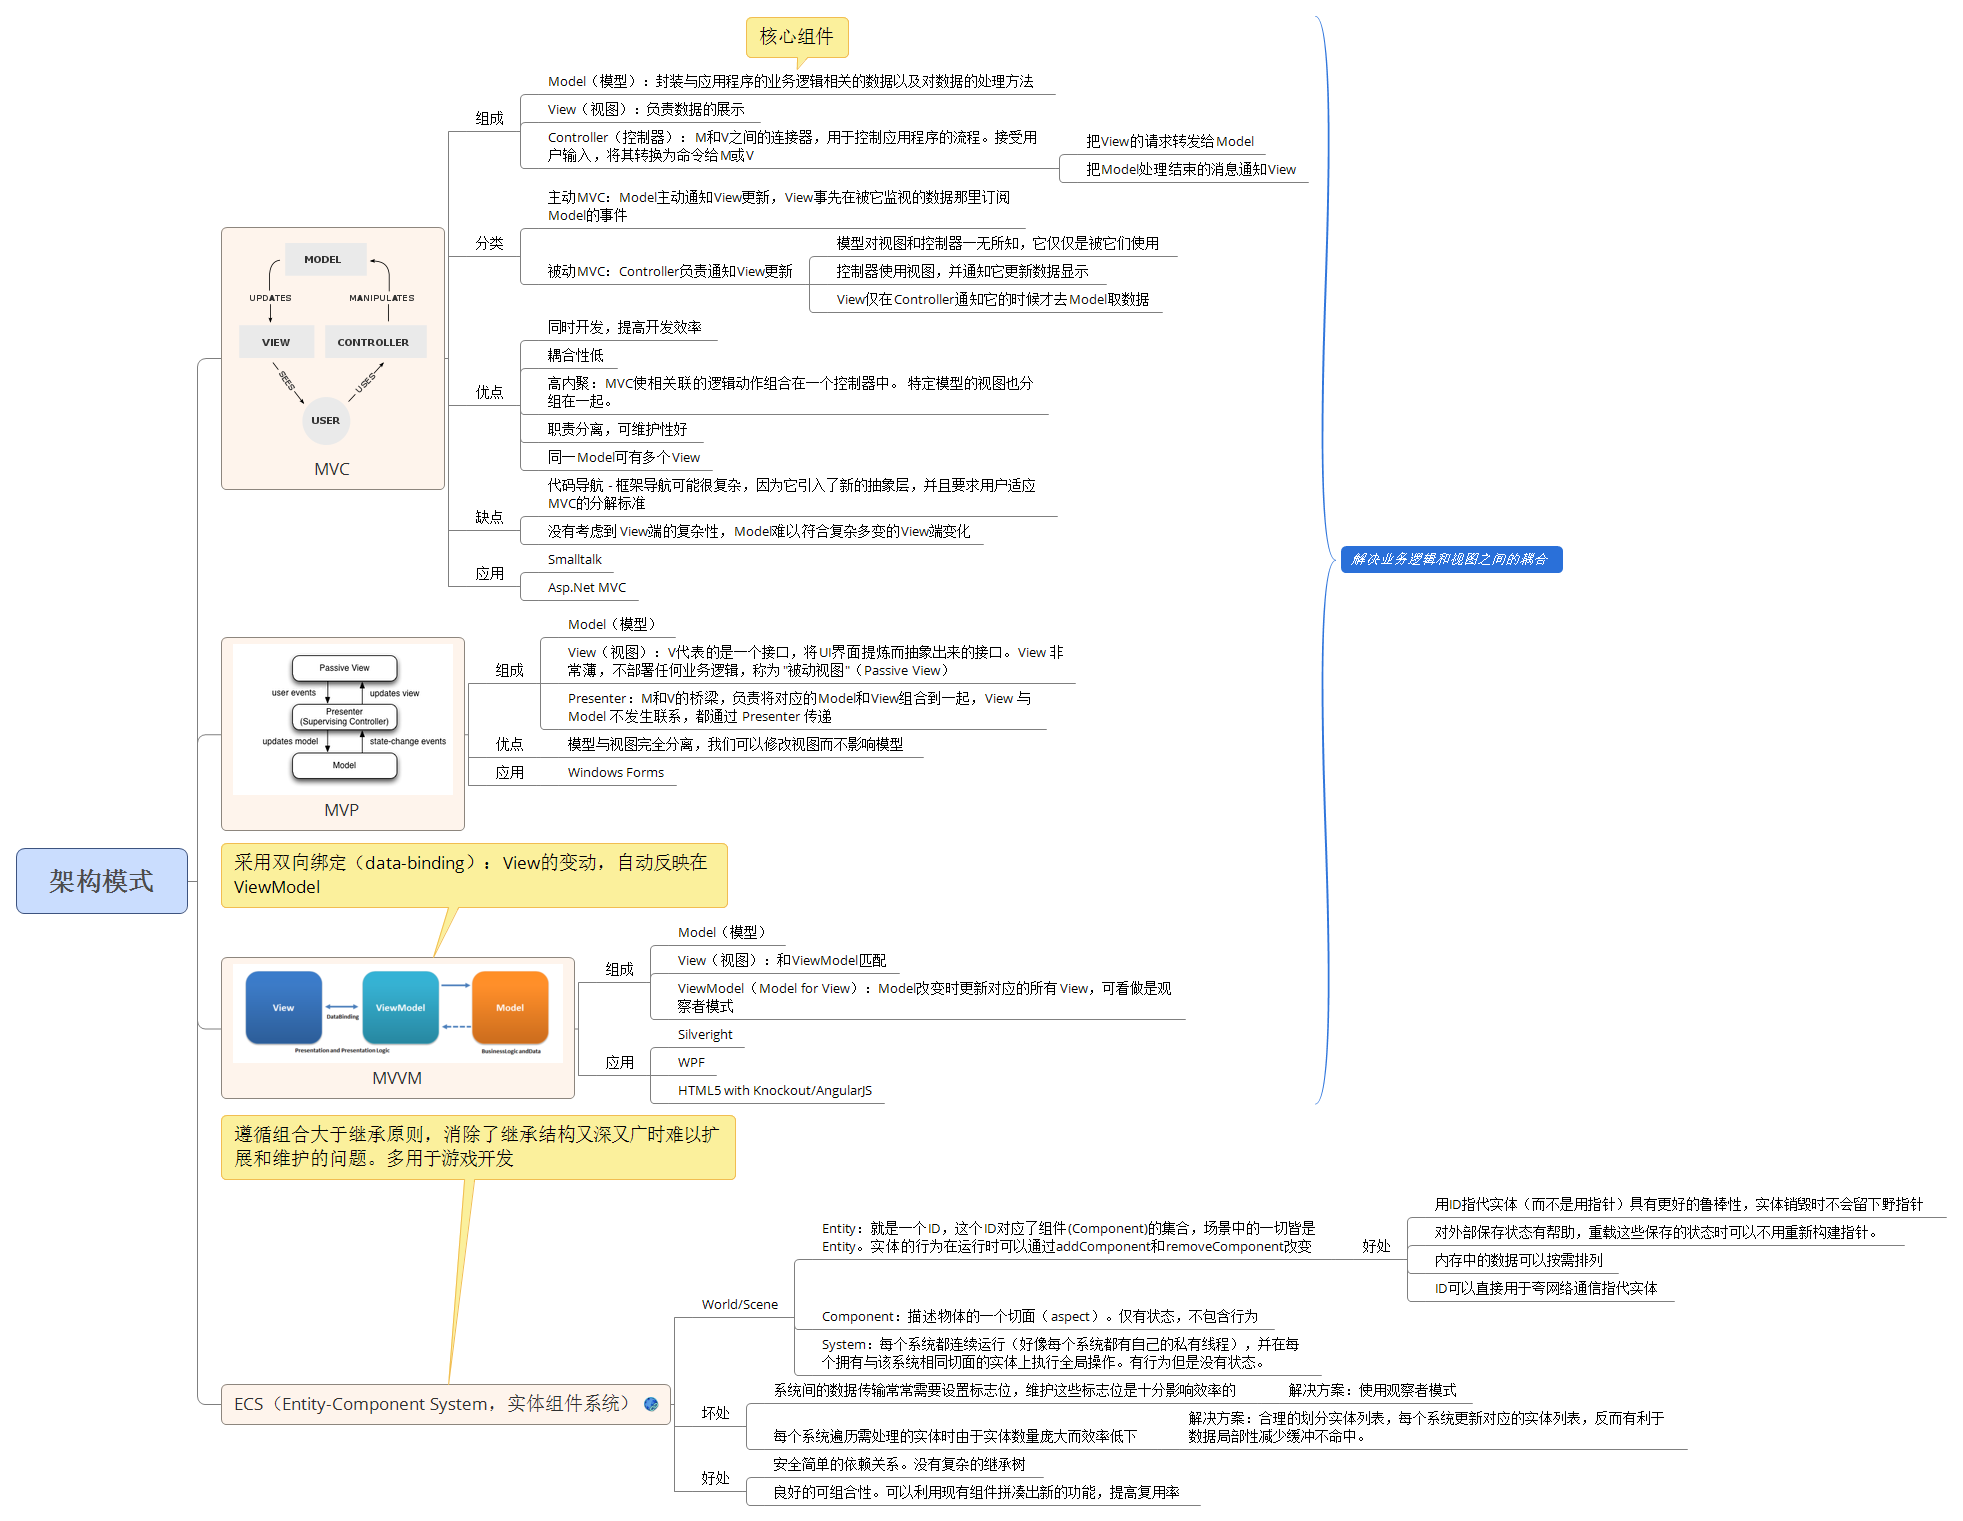 核心组件
Model（模型）：封装与应用程序的业务逻辑相关的数据以及对数据的处理方法
组成
View（视图）：负责数据的展示
Controller（控制器）：M和V之间的连接器，用于控制应用程序的流程。接受用
户输入，将其转换为命令给M或V
把View的请求转发给Model
把Model处理结束的消息通知View
主动MVC：Model主动通知View更新，View事先在被它监视的数据那里订阅
Model的事件
分类
被动MVC：Controller负责通知View更新
模型对视图和控制器一无所知，它仅仅是被它们使用
控制器使用视图，并通知它更新数据显示
View仅在Controller通知它的时候才去Model取数据
MODEL
UPDATES
MANIPULATES
VIEW
CONTROLLER
SEES
USES
USER
MVC
优点
同时开发，提高开发效率
耦合性低
高内聚：MVC使相关联的逻辑动作组合在一个控制器中。 特定模型的视图也分
组在一起。
职责分离，可维护性好
同一Model可有多个View
缺点
代码导航 - 框架导航可能很复杂，因为它引入了新的抽象层，并且要求用户适应
MVC的分解标准
没有考虑到 View端的复杂性，Model难以符合复杂多变的View端变化
应用
Smalltalk
Asp.Net MVC
解决业务逻辑和视图之间的耦合
Passive View
user events
updates view
Presenter
(Supervising Controller)
updates model
state-change events
Model
MVP
组成
Model（模型）
View（视图）：V代表的是一个接口，将UI界面提炼而抽象出来的接口。View 非
常薄，不部署任何业务逻辑，称为 "被动视图"（Passive View）
Presenter：M和V的桥梁，负责将对应的Model和View组合到一起，View 与
Model 不发生联系，都通过 Presenter 传递
优点
模型与视图完全分离，我们可以修改视图而不影响模型
应用
Windows Forms
架构模式
采用双向绑定（data-binding）：View的变动，自动反映在
ViewModel
View
DataBinding
ViewModel
Model
Presentation and Presentation Logic
BusinessLogic andData
MVVM
组成
Model（模型）
View（视图）：和ViewModel匹配
ViewModel（Model for View）：Model改变时更新对应的所有View，可看做是观
察者模式
应用
Silveright
WPF
HTML5 with Knockout/AngularJS
遵循组合大于继承原则，消除了继承结构又深又广时难以扩
展和维护的问题。多用于游戏开发
ECS（Entity-Component System，实体组件系统）
World/Scene
Entity：就是一个ID，这个ID对应了组件(Component)的集合，场景中的一切皆是
Entity。实体的行为在运行时可以通过addComponent和removeComponent改变
好处
用ID指代实体（而不是用指针）具有更好的鲁棒性，实体销毁时不会留下野指针
对外部保存状态有帮助，重载这些保存的状态时可以不用重新构建指针。
内存中的数据可以按需排列
ID可以直接用于夸网络通信指代实体
Component：描述物体的一个切面（aspect）。仅有状态，不包含行为
System：每个系统都连续运行（好像每个系统都有自己的私有线程），并在每
个拥有与该系统相同切面的实体上执行全局操作。有行为但是没有状态。
坏处
系统间的数据传输常常需要设置标志位，维护这些标志位是十分影响效率的
解决方案：使用观察者模式
每个系统遍历需处理的实体时由于实体数量庞大而效率低下
解决方案：合理的划分实体列表，每个系统更新对应的实体列表，反而有利于
数据局部性减少缓冲不命中。
好处
安全简单的依赖关系。没有复杂的继承树
良好的可组合性。可以利用现有组件拼凑出新的功能，提高复用率